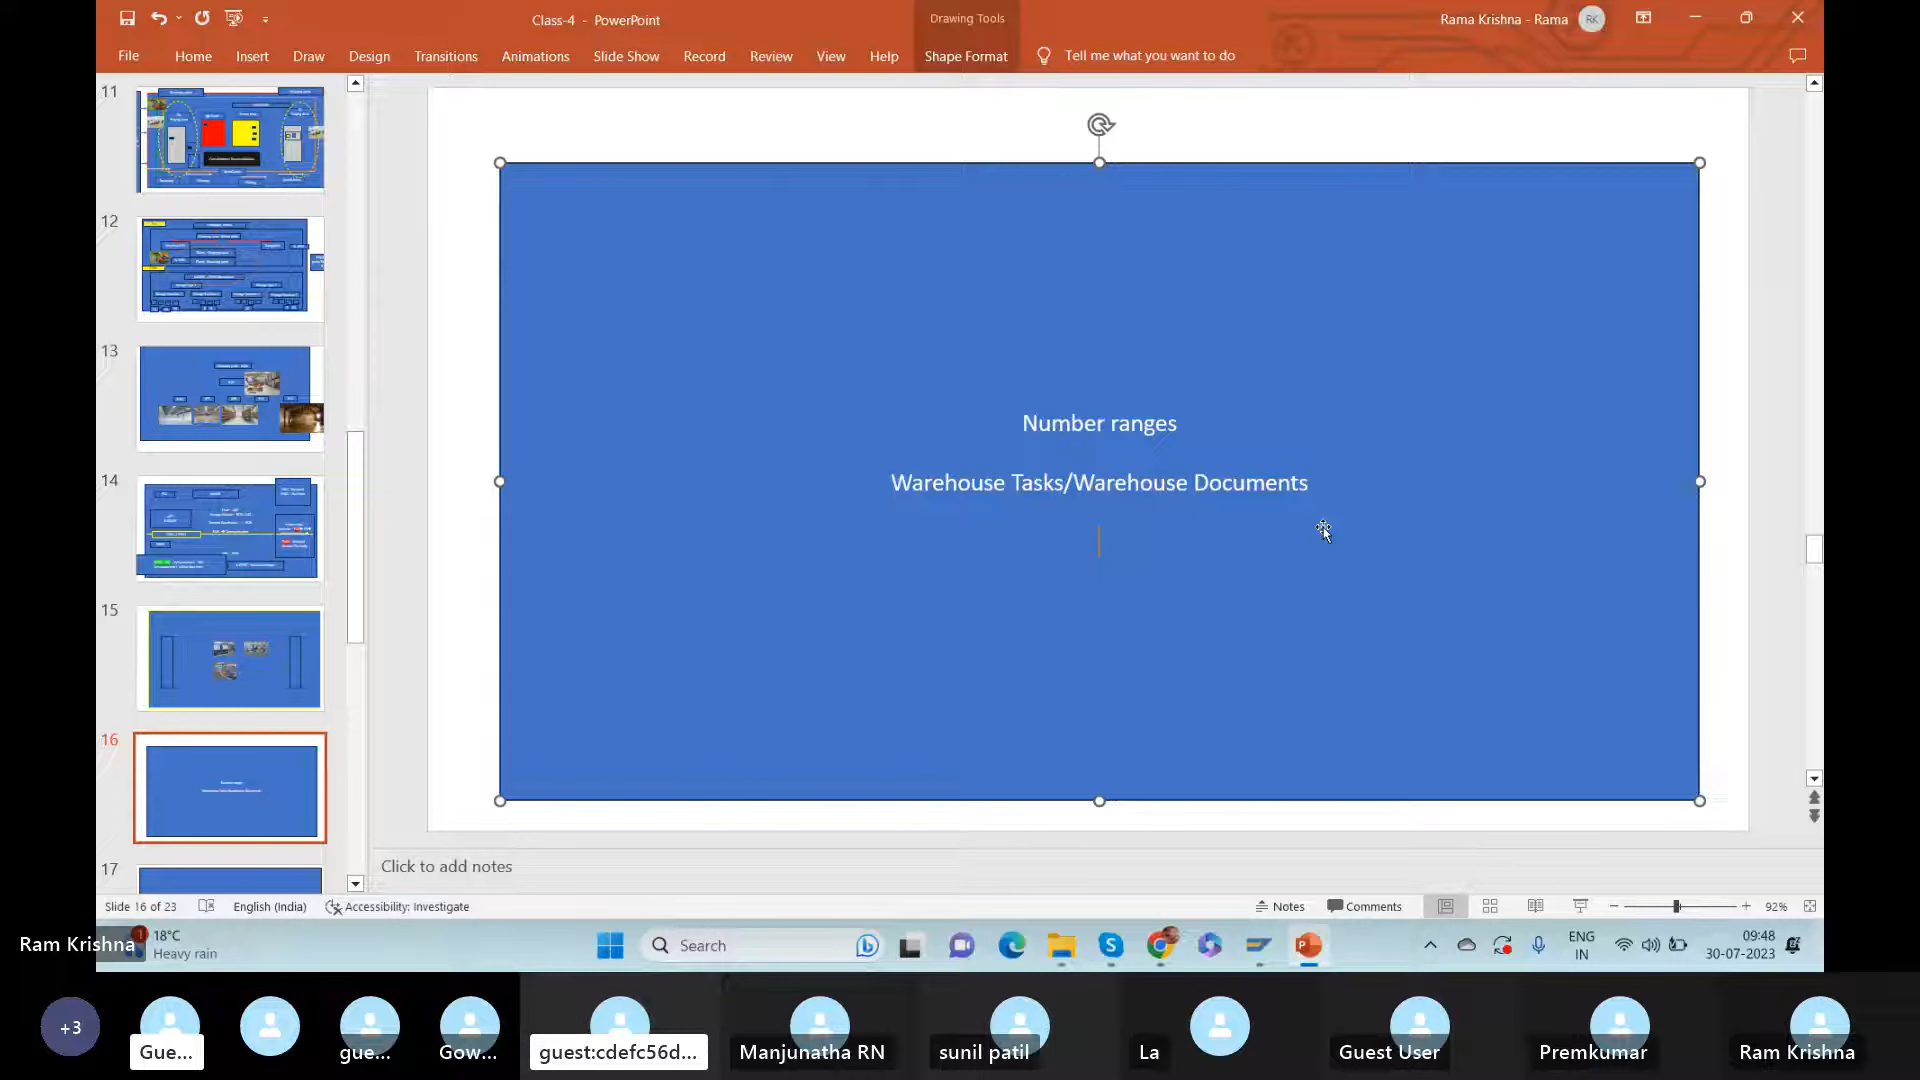 Class-4 - PowerPoint
Drawing Tools
Rama Krishna - Rama
RK
File
Home
Insert
Draw
Design
Transitions
Animations
Slide Show
Record
Review
View
Help
Shape Format
Tell me what you want to do
11
12
13
14
15
16
17
Number ranges
Warehouse Tasks/Warehouse Documents
Click to add notes
Slide 16 of 23
English (India)
Accessibility: Investigate
Notes
Comments
92%
Ram Krishna
1
18°C
Heavy rain
Search
ENG
IN
09:48
30-07-2023
+3
Gue...
gue...
Gow...
guest:cdefc56d...
Manjunatha RN
sunil patil
La
Guest User
Premkumar
Ram Krishna